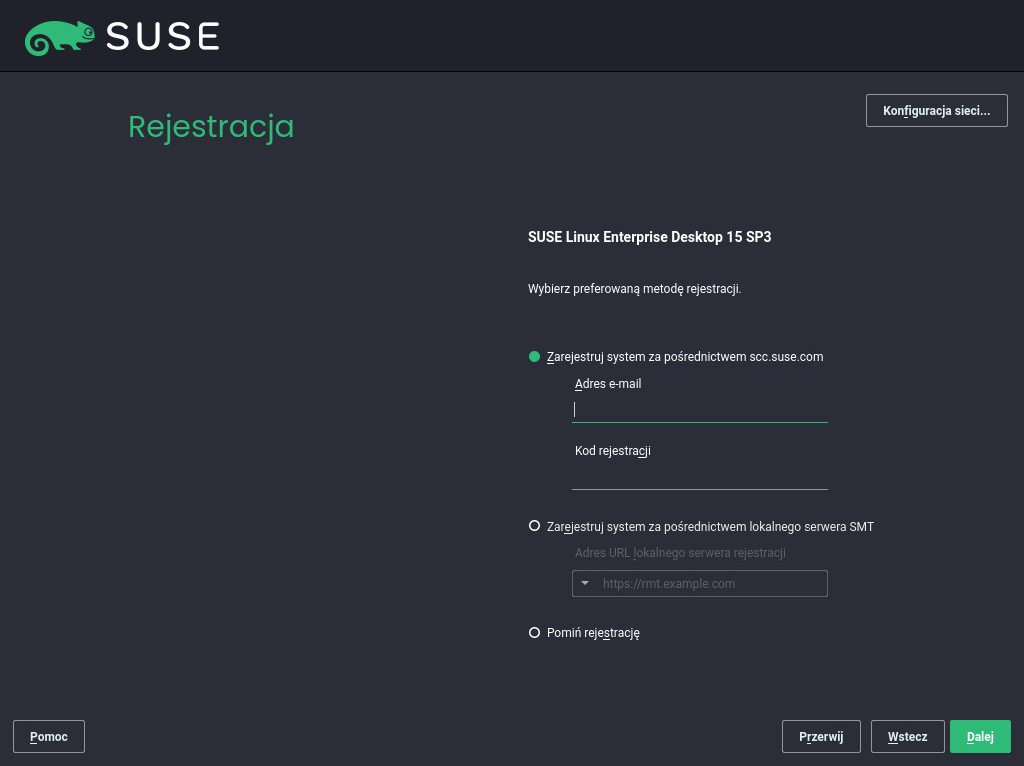 SUSE
Konfiguracja sieci...
Rejestracja
SUSE Linux Enterprise Desktop 15 SP3
Wybierz preferowaną metodę rejestracji.
Zarejestruj system za pośrednictwem scc.suse.com
Adres e-mail
Kod rejestracji
Zarejestruj system za pośrednictwem lokalnego serwera SMT
Adres URL lokalnego serwera rejestracji
https://rmt.example.com
Pomiń rejestrację
Pomoc
Przerwij
Wstecz
Dalej